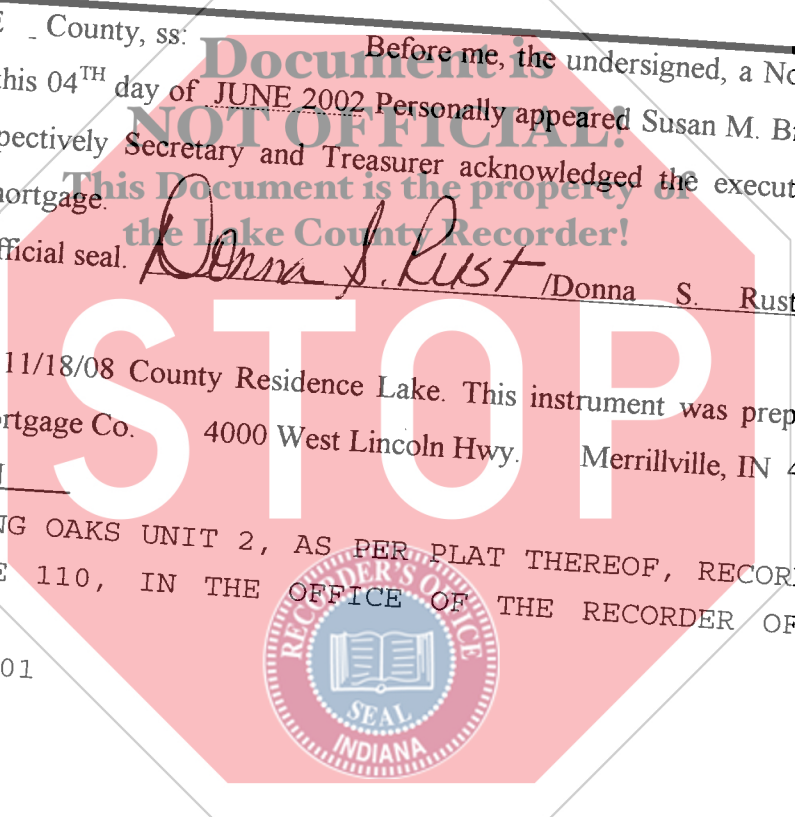 E _ County, ss: Before me, the undersigned, a No
this 04TH day of JUNE 2002 Personally appeared Susan M. B
pectively Secretary and Treasurer acknowledged the execut
ortgage.
fficial seal. Donna S. Rust /Donna S. Rust
11/18/08 County Residence Lake. This instrument was prep
rtgage Co. 4000 West Lincoln Hwy. Merrillville, IN 4
NG OAKS UNIT 2, AS PER PLAT THEREOF, RECOR
E 110, IN THE OFFICE OF THE RECORDER OF
01
Document is
NOT OFFICIAL!
This Document is the property of
the Lake County Recorder!
STOP
RECORDER'S OFFICE
SEAL
INDIANA